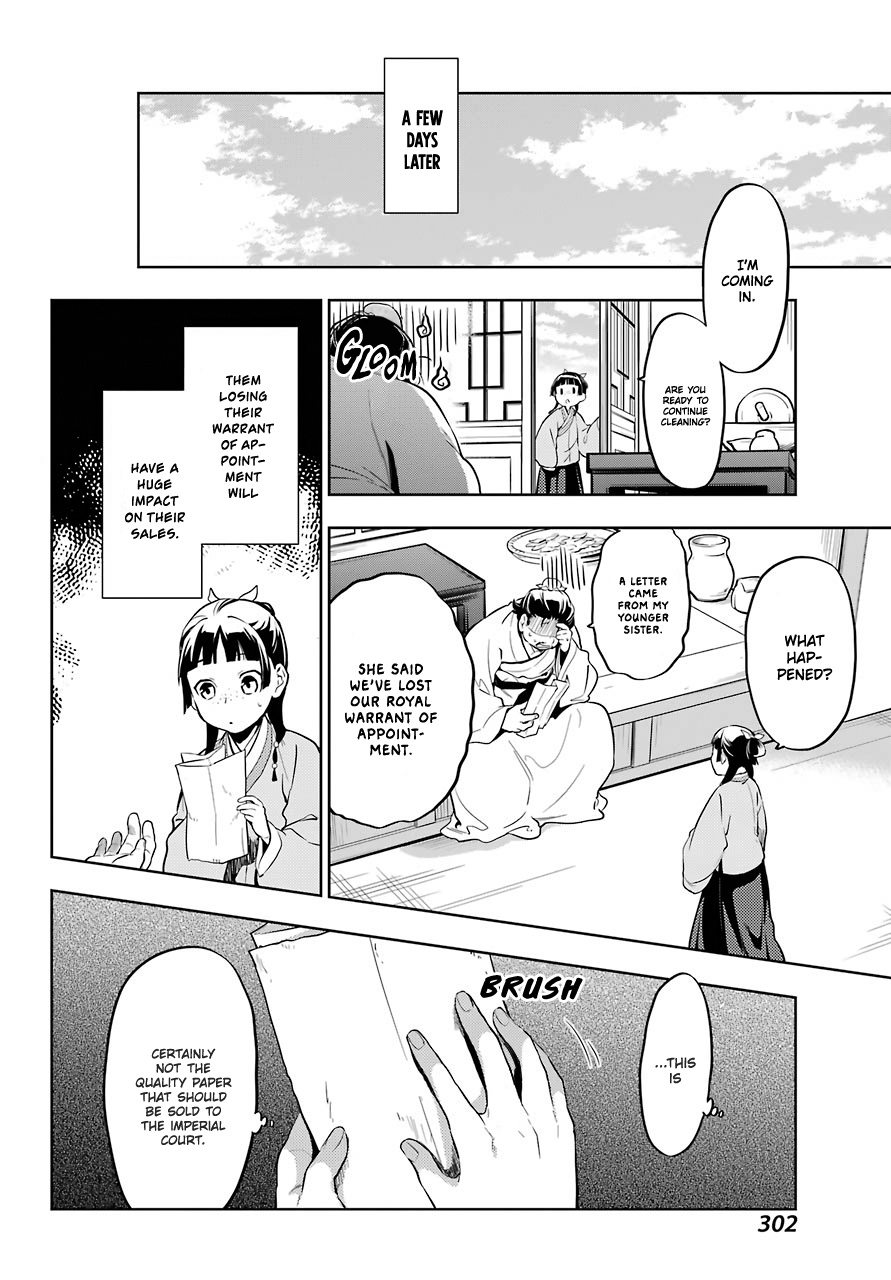 A FEW
DAYS
LATER
I'M
COMING
IN.
ARE YOU
READY TO
CONTINUE
CLEANING?
GLOOM
WHAT
HAP-
PENED?
A LETTER
CAME
FROM MY
YOUNGER
SISTER.
SHE SAID
WE'VE LOST
OUR ROYAL
WARRANT OF
APPOINT-
MENT.
THEM
LOSING
THEIR
WARRANT
OF AP-
POINT-
MENT
WILL
HAVE A
HUGE
IMPACT
ON THEIR
SALES.
...THIS
IS
BRUSH
CERTAINLY
NOT THE
QUALITY PAPER
THAT SHOULD
BE SOLD TO
THE IMPERIAL
COURT.
302